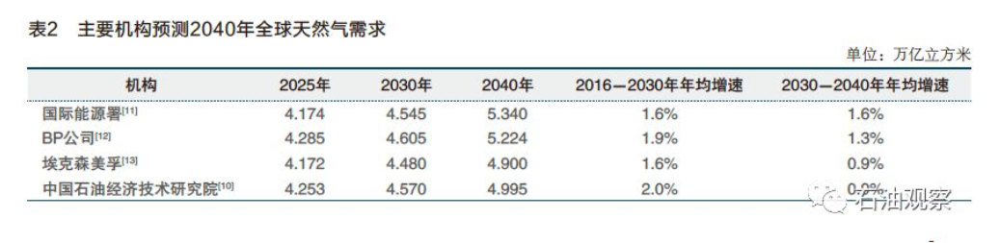 表2 主要机构预测2040年全球天然气需求
单位：万亿立方米
机构 2025年 2030年 2040年 2016—2030年年均增速 2030—2040年年均增速
国际能源署[11] 4.174 4.545 5.340 1.6% 1.6%
BP公司[12] 4.285 4.605 5.224 1.9% 1.3%
埃克森美孚[13] 4.172 4.480 4.900 1.6% 0.9%
中国石油经济技术研究院[10] 4.253 4.570 4.995 2.0%
石油观察